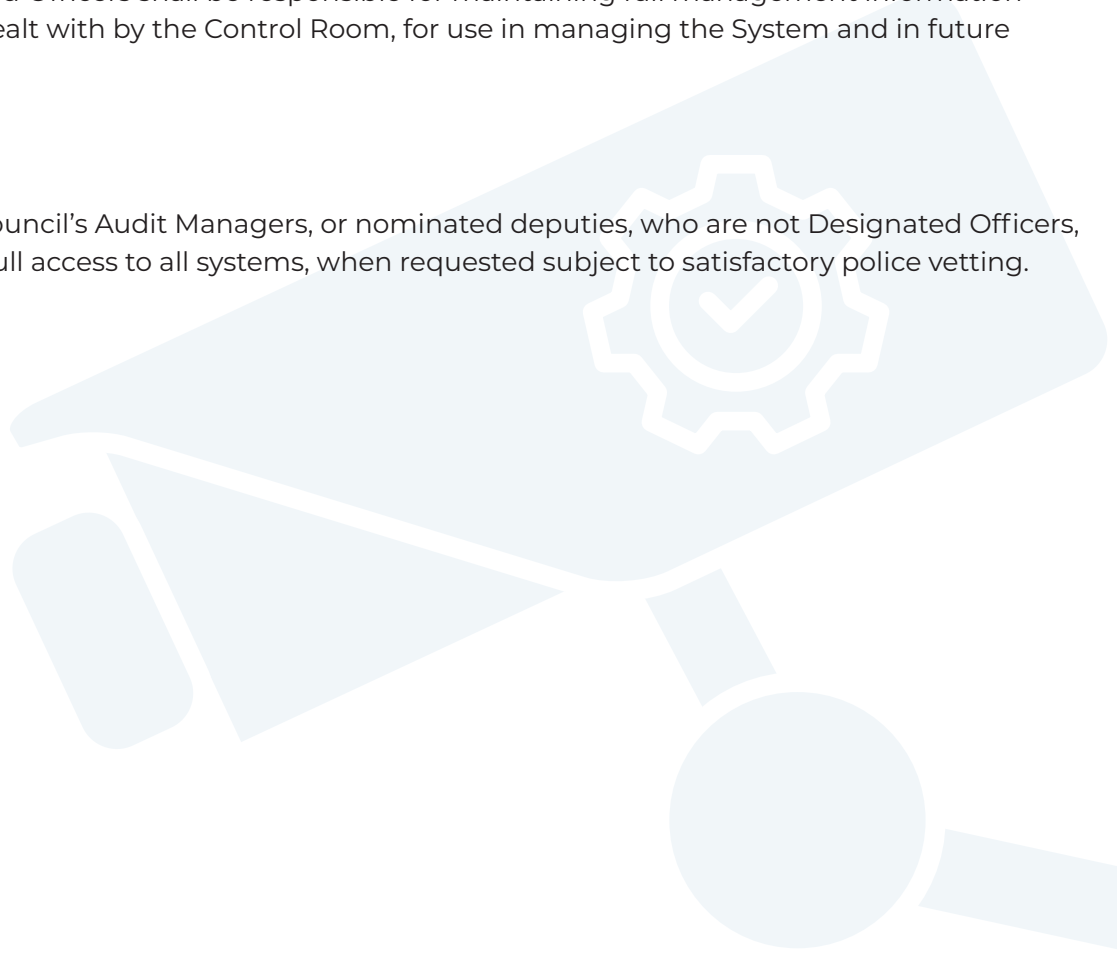 Officers shall be responsible for maintaining full management information
ealt with by the Control Room, for use in managing the System and in future
ouncil’s Audit Managers, or nominated deputies, who are not Designated Officers,
ull access to all systems, when requested subject to satisfactory police vetting.